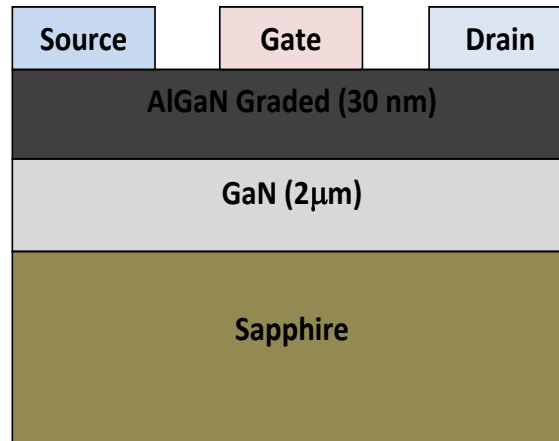 Source Gate Drain
AlGaN Graded (30 nm)
GaN (2μm)
Sapphire